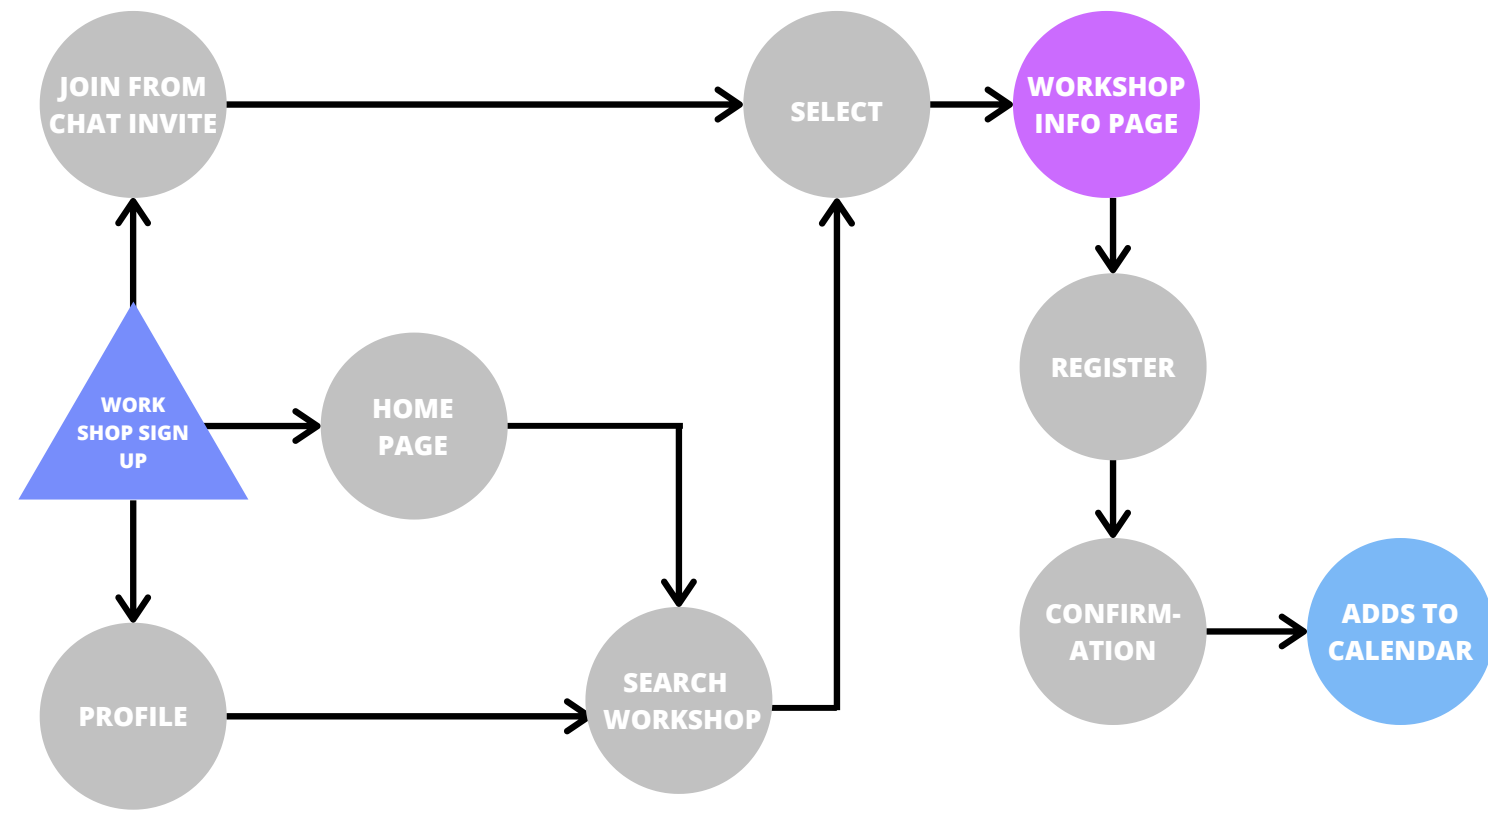 JOIN FROM
CHAT INVITE
SELECT
WORKSHOP
INFO PAGE
WORK
SHOP SIGN
UP
HOME
PAGE
REGISTER
PROFILE
SEARCH
WORKSHOP
CONFIRM-
ATION
ADDS TO
CALENDAR